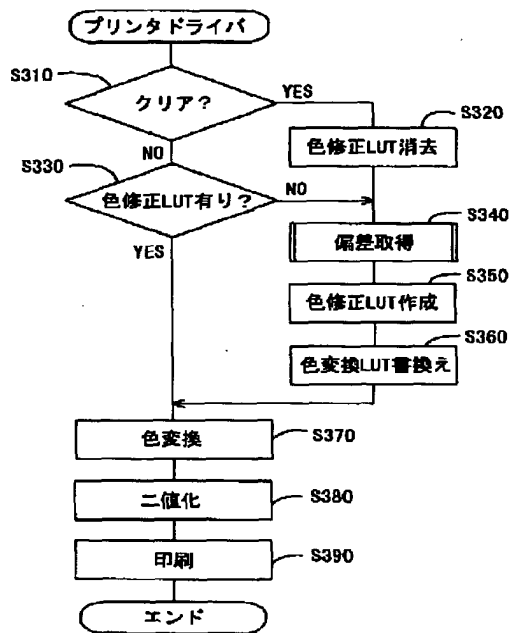 プリンタドライバ
S310
クリア?
YES
S320
色修正LUT消去
NO
S330
色修正LUT有り?
NO
S340
偏差取得
YES
S350
色修正LUT作成
S360
色変換LUT書換え
色変換
S370
二値化
S380
印刷
S390
エンド